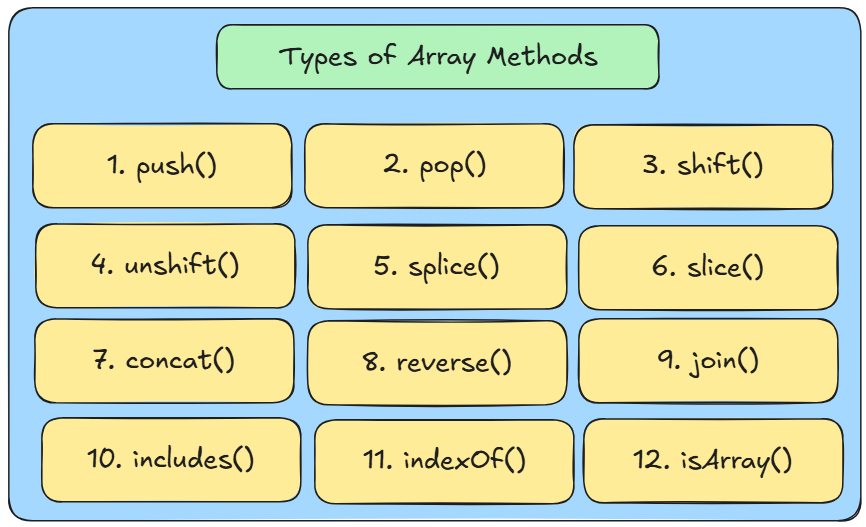 Types of Array Methods
1. push()
2. pop()
3. shift()
4. unshift()
5. splice()
6. slice()
7. concat()
8. reverse()
9. join()
10. includes()
11. indexOf()
12. isArray()